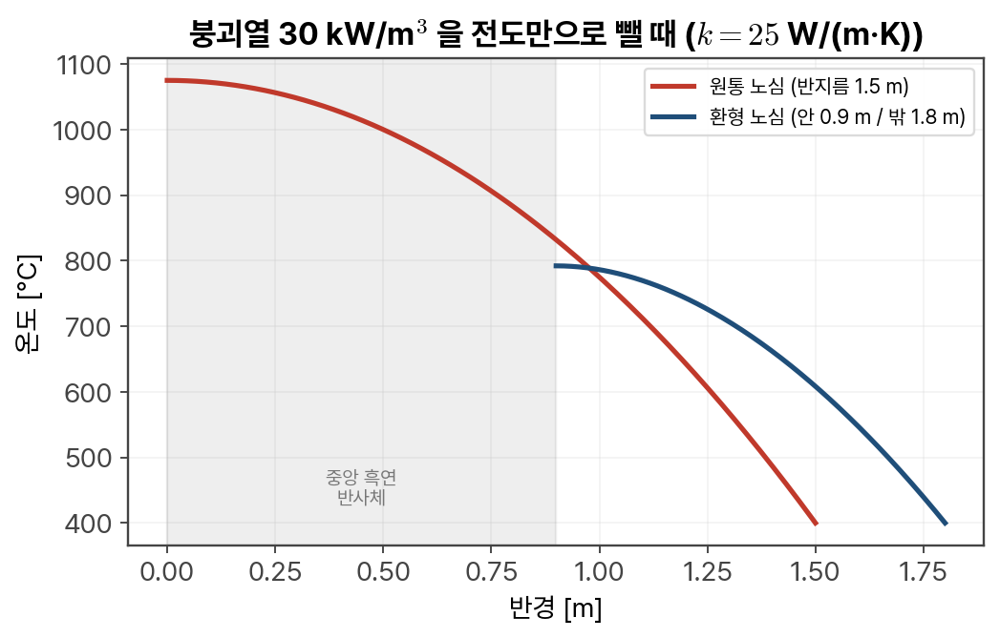 붕괴열 30 kW/m³ 을 전도만으로 뺄 때 (k = 25 W/(m·K))
원통 노심 (반지름 1.5 m)
환형 노심 (안 0.9 m / 밖 1.8 m)
온도 [°C]
1100
1000
900
800
700
600
500
400
중앙 흑연
반사체
0.00 0.25 0.50 0.75 1.00 1.25 1.50 1.75
반경 [m]